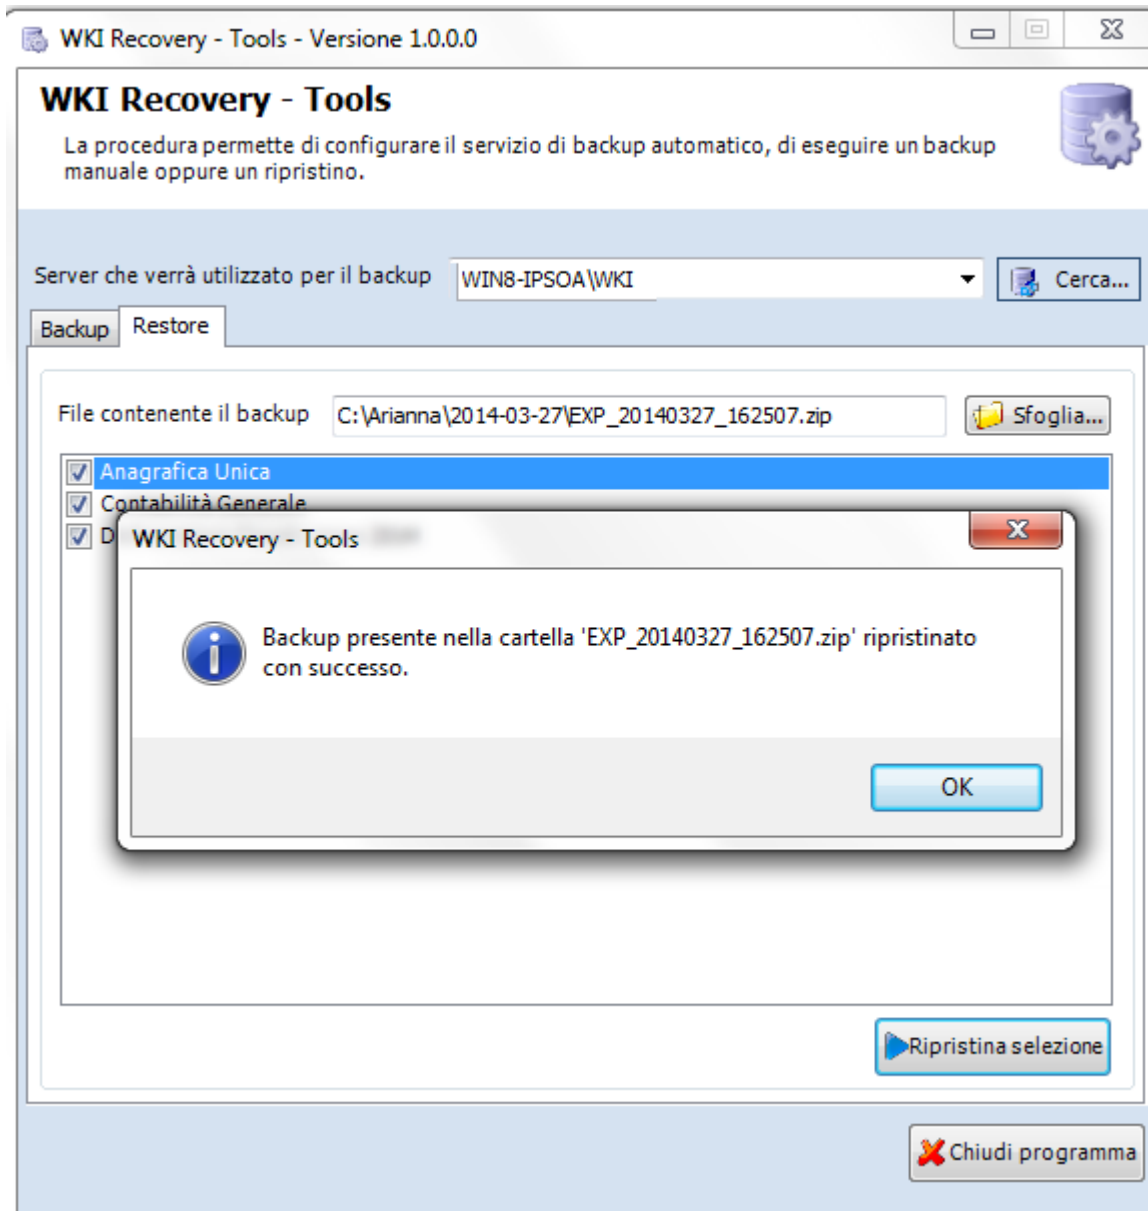 WKI Recovery - Tools - Versione 1.0.0.0
WKI Recovery - Tools
La procedura permette di configurare il servizio di backup automatico, di eseguire un backup
manuale oppure un ripristino.
Server che verrà utilizzato per il backup
WIN8-IPSOA\WKI
Cerca...
Backup
Restore
File contenente il backup
C:\Arianna\2014-03-27\EXP_20140327_162507.zip
Sfoglia...
Anagrafica Unica
Contabilità Generale
D
WKI Recovery - Tools
Backup presente nella cartella 'EXP_20140327_162507.zip' ripristinato
con successo.
OK
Ripristina selezione
Chiudi programma